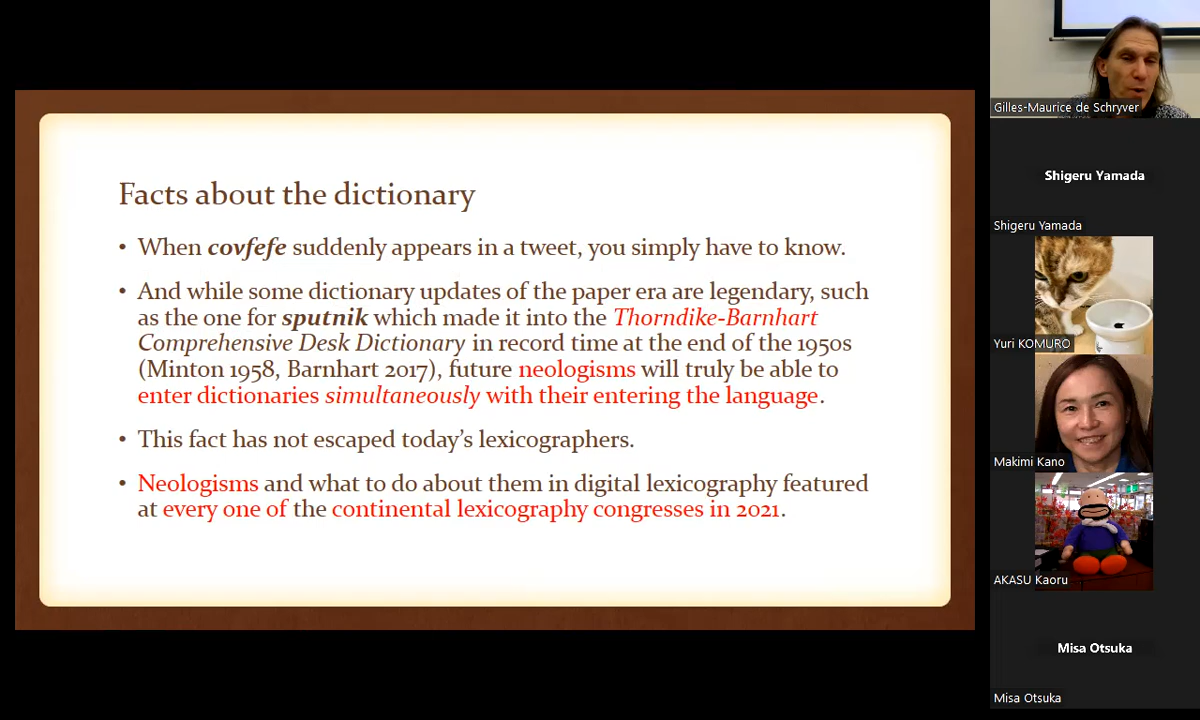 Facts about the dictionary
• When covfefe suddenly appears in a tweet, you simply have to know.
• And while some dictionary updates of the paper era are legendary, such
as the one for sputnik which made it into the Thorndike-Barnhart
Comprehensive Desk Dictionary in record time at the end of the 1950s
(Minton 1958, Barnhart 2017), future neologisms will truly be able to
enter dictionaries simultaneously with their entering the language.
• This fact has not escaped today's lexicographers.
• Neologisms and what to do about them in digital lexicography featured
at every one of the continental lexicography congresses in 2021.
Gilles-Maurice de Schryver
Shigeru Yamada
Shigeru Yamada
Yuri KOMURO
Makimi Kano
AKASU Kaoru
Misa Otsuka
Misa Otsuka